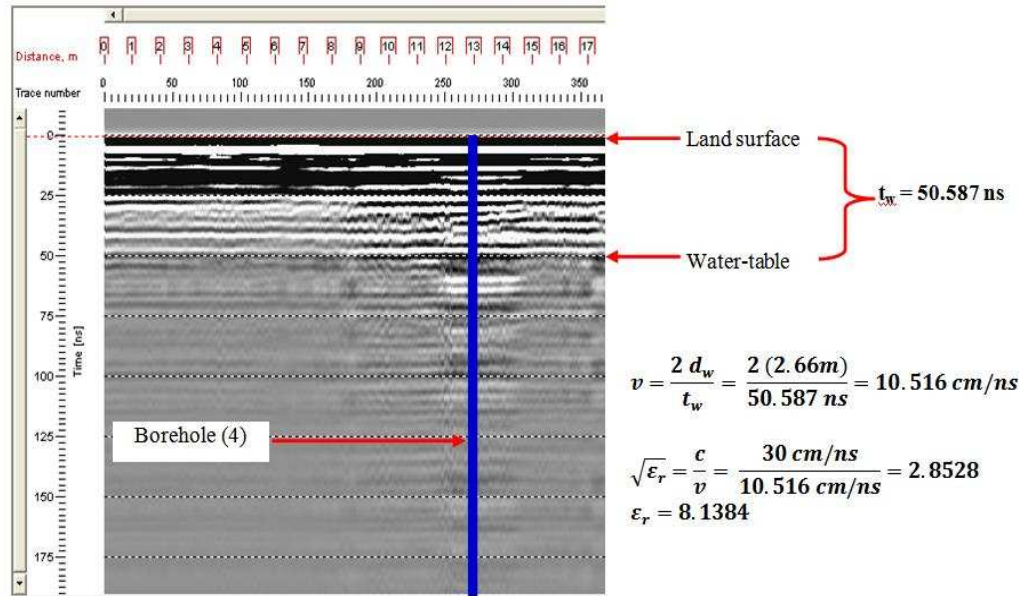 Distance, m 0 1 2 3 4 5 6 7 8 9 10 11 12 13 14 15 16 17
Trace number 0 50 100 150 200 250 300 350
0
25
50
75
100
125
150
175
Time [ns]
Borehole (4)
Land surface
t_w = 50.587 ns
Water-table
v = 2 d_w / t_w = 2 (2.66m) / 50.587 ns = 10.516 cm/ns
√ε_r = c / v = 30 cm/ns / 10.516 cm/ns = 2.8528
ε_r = 8.1384